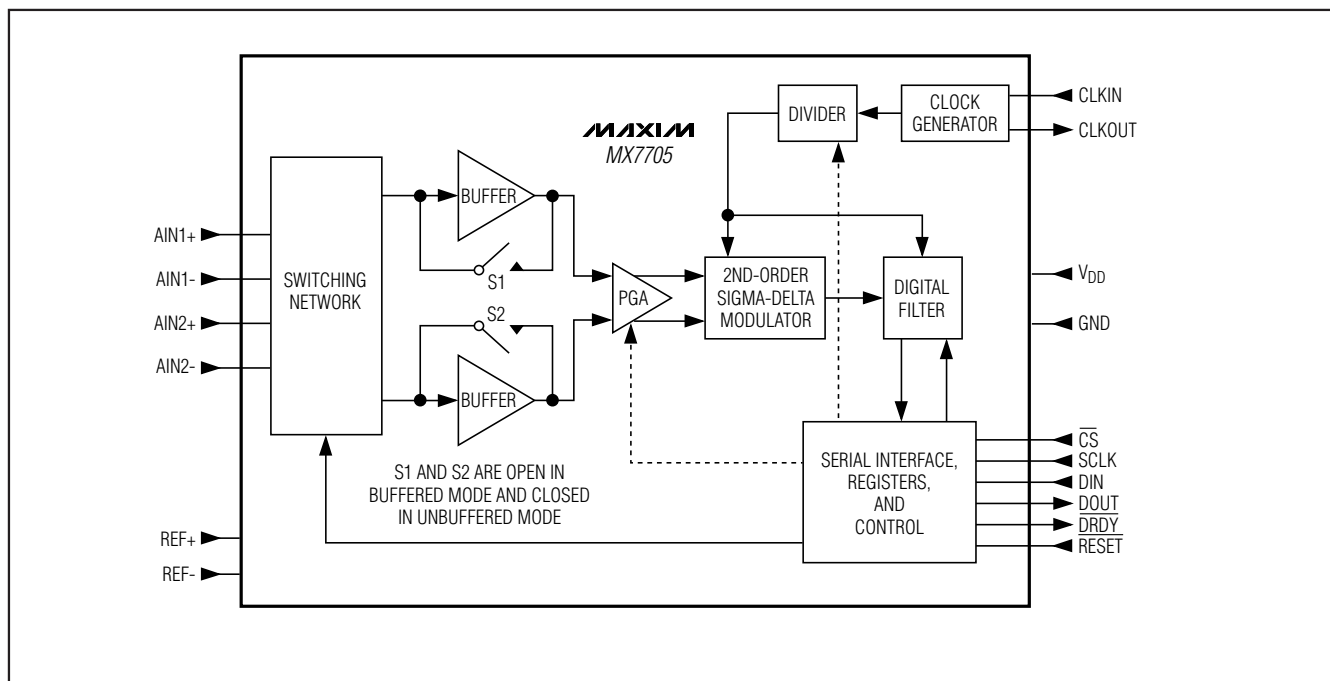 MAXIM
MX7705
DIVIDER
CLOCK
GENERATOR
CLKIN
CLKOUT
SWITCHING
NETWORK
AIN1+
AIN1-
AIN2+
AIN2-
BUFFER
S1
S2
BUFFER
PGA
2ND-ORDER
SIGMA-DELTA
MODULATOR
DIGITAL
FILTER
VDD
GND
S1 AND S2 ARE OPEN IN
BUFFERED MODE AND CLOSED
IN UNBUFFERED MODE
SERIAL INTERFACE,
REGISTERS,
AND
CONTROL
CS
SCLK
DIN
DOUT
DRDY
RESET
REF+
REF-